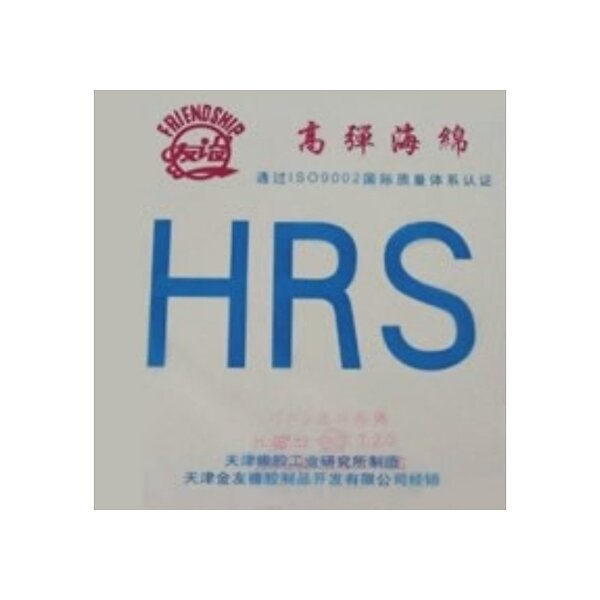 FRIENDSHIP
友谊
高弹海绵
通过ISO9002国际质量体系认证
HRS
天津橡胶工业研究所制造
天津金友橡胶制品开发有限公司经销